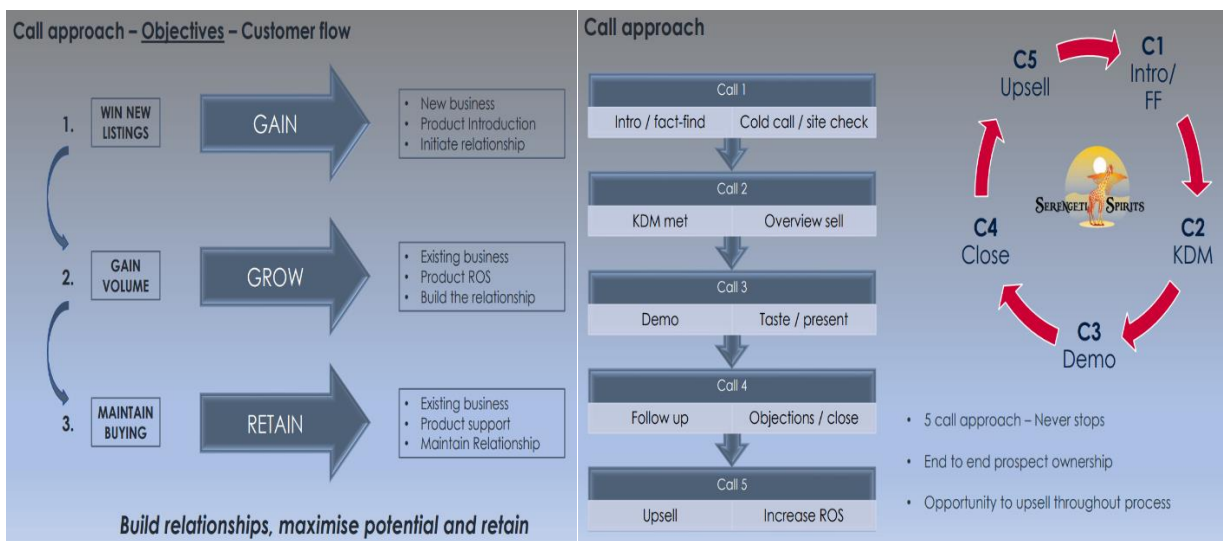 Call approach – Objectives – Customer flow
1.
WIN NEW
LISTINGS
GAIN
• New business
• Product Introduction
• Initiate relationship
2.
GAIN
VOLUME
GROW
• Existing business
• Product ROS
• Build the relationship
3.
MAINTAIN
BUYING
RETAIN
• Existing business
• Product support
• Maintain Relationship
Build relationships, maximise potential and retain
Call approach
Call 1
Intro / fact-find
Cold call / site check
Call 2
KDM met
Overview sell
Call 3
Demo
Taste / present
Call 4
Follow up
Objections / close
Call 5
Upsell
Increase ROS
C1
Intro/
FF
C2
KDM
C3
Demo
C4
Close
C5
Upsell
SERENGETI SPIRITS
• 5 call approach – Never stops
• End to end prospect ownership
• Opportunity to upsell throughout process